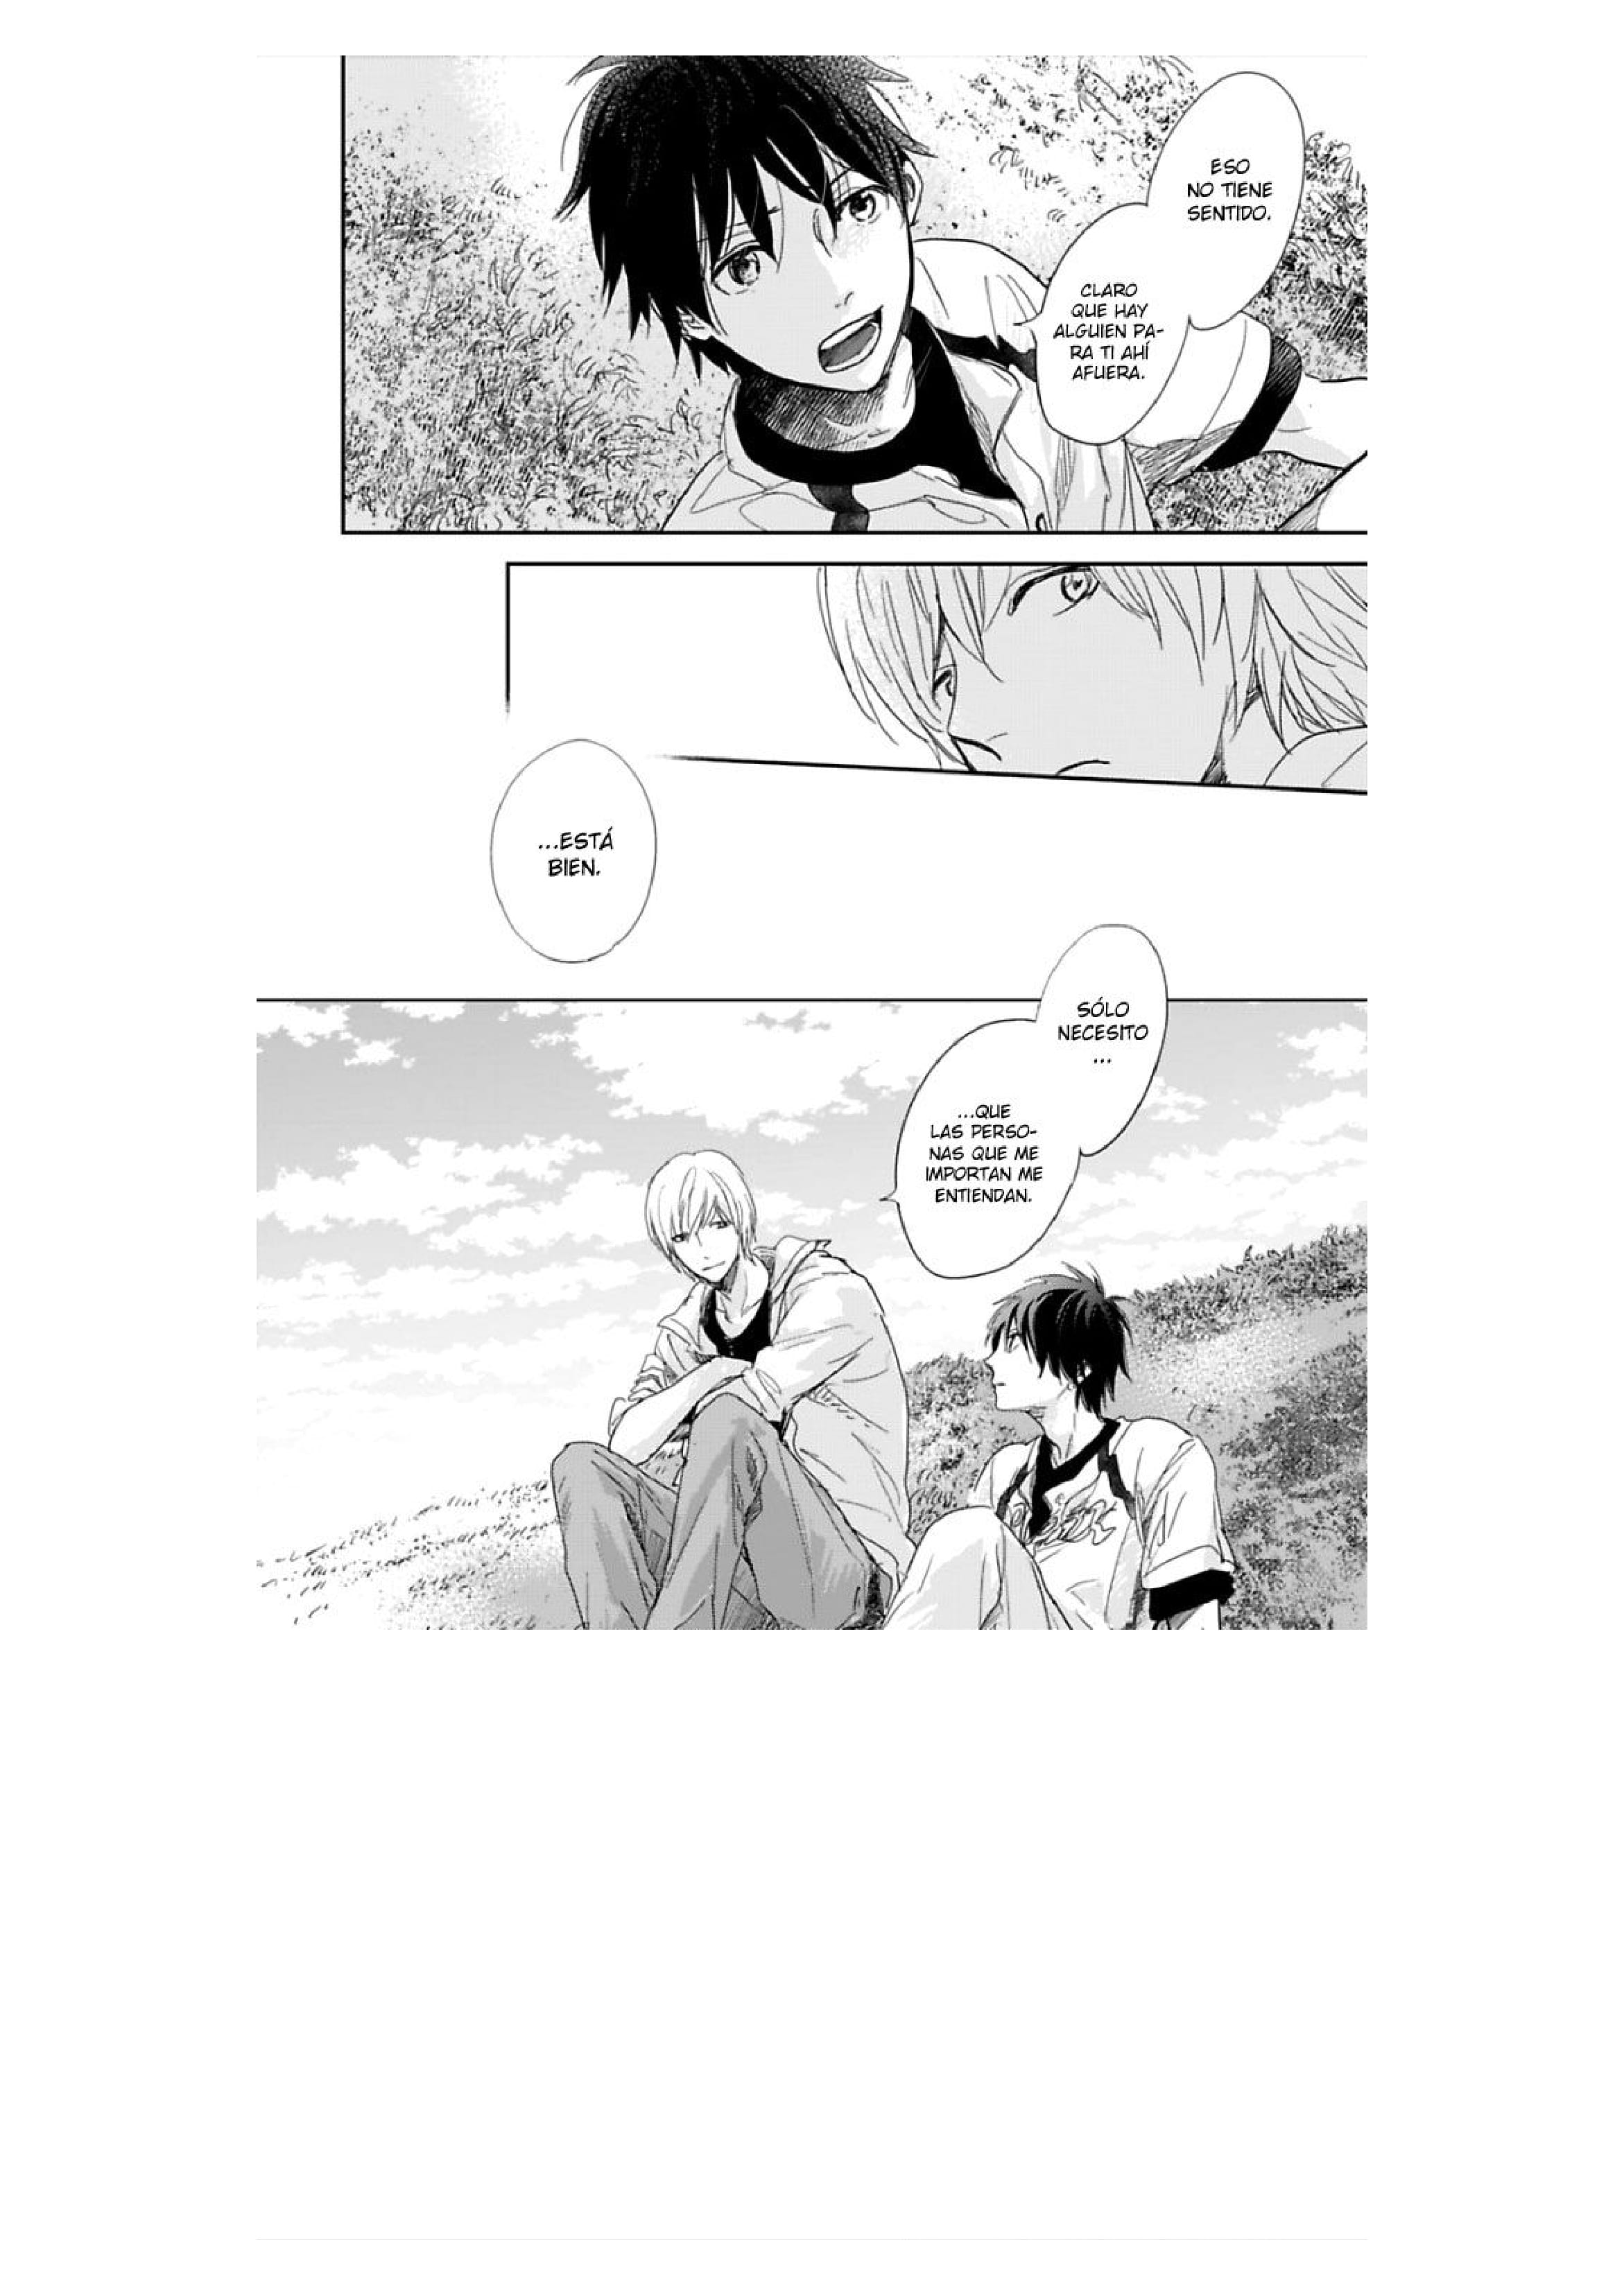 ESO
NO TIENE
SENTIDO.
CLARO
QUE HAY
ALGUIEN PA-
RA TI AHÍ
AFUERA.
...ESTÁ
BIEN.
SÓLO
NECESITO
...
...QUE
LAS PERSO-
NAS QUE ME
IMPORTAN ME
ENTIENDAN.